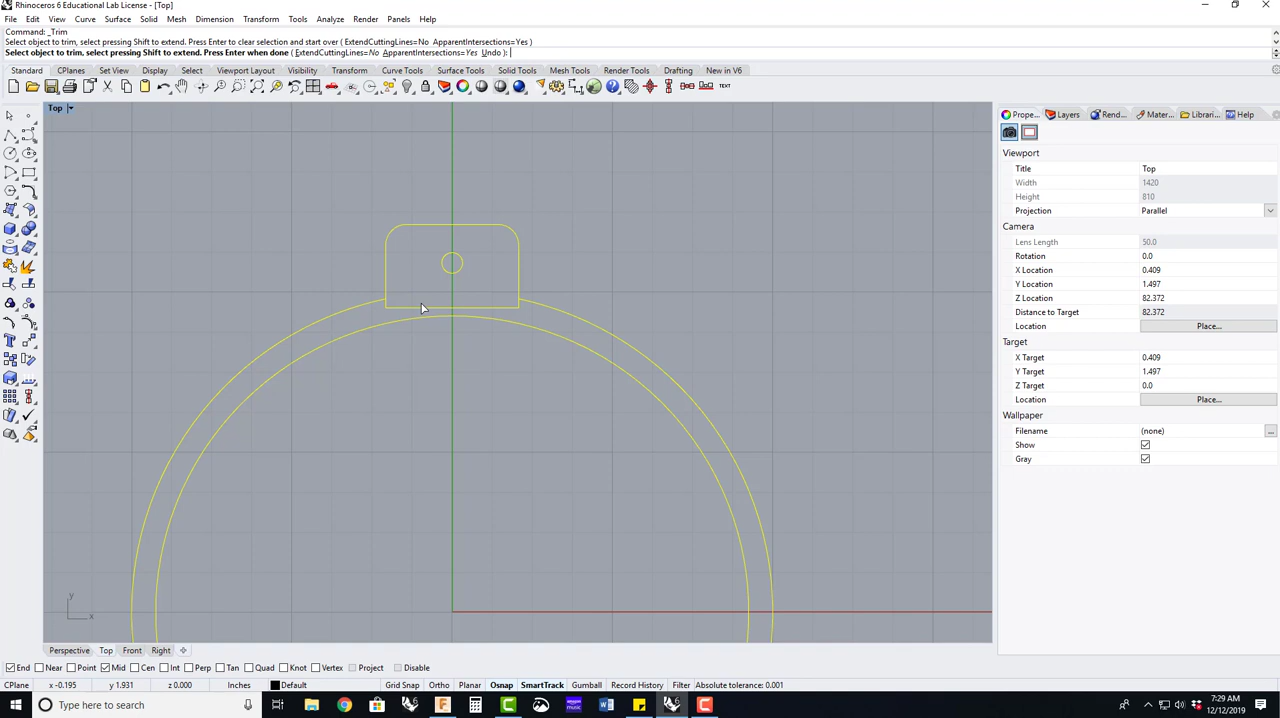 Rhinoceros 6 Educational Lab License - [Top]
File Edit View Curve Surface Solid Mesh Dimension Transform Tools Analyze Render Panels Help
Command: _Trim
Select object to trim, select pressing Shift to extend. Press Enter to clear selection and start over ( ExtendCuttingLines=No ApparentIntersections=Yes )
Select object to trim, select pressing Shift to extend. Press Enter when done ( ExtendCuttingLines=No ApparentIntersections=Yes Undo ):
Standard CPlanes Set View Display Select Viewport Layout Visibility Transform Curve Tools Surface Tools Solid Tools Mesh Tools Render Tools Drafting New in V6
TEXT
Top
Prope... Layers Rend... Mater... Librari... Help
Viewport
Title Top
Width 1420
Height 810
Projection Parallel
Camera
Lens Length 50.0
Rotation 0.0
X Location 0.409
Y Location 1.497
Z Location 82.372
Distance to Target 82.372
Location Place...
Target
X Target 0.409
Y Target 1.497
Z Target 0.0
Location Place...
Wallpaper
Filename (none) ...
Show
Gray
y
x
Perspective Top Front Right
End Near Point Mid Cen Int Perp Tan Quad Knot Vertex Project Disable
CPlane x -0.195 y 1.931 z 0.000 Inches Default Grid Snap Ortho Planar Osnap SmartTrack Gumball Record History Filter Absolute tolerance: 0.001
Type here to search
7:29 AM
12/12/2019